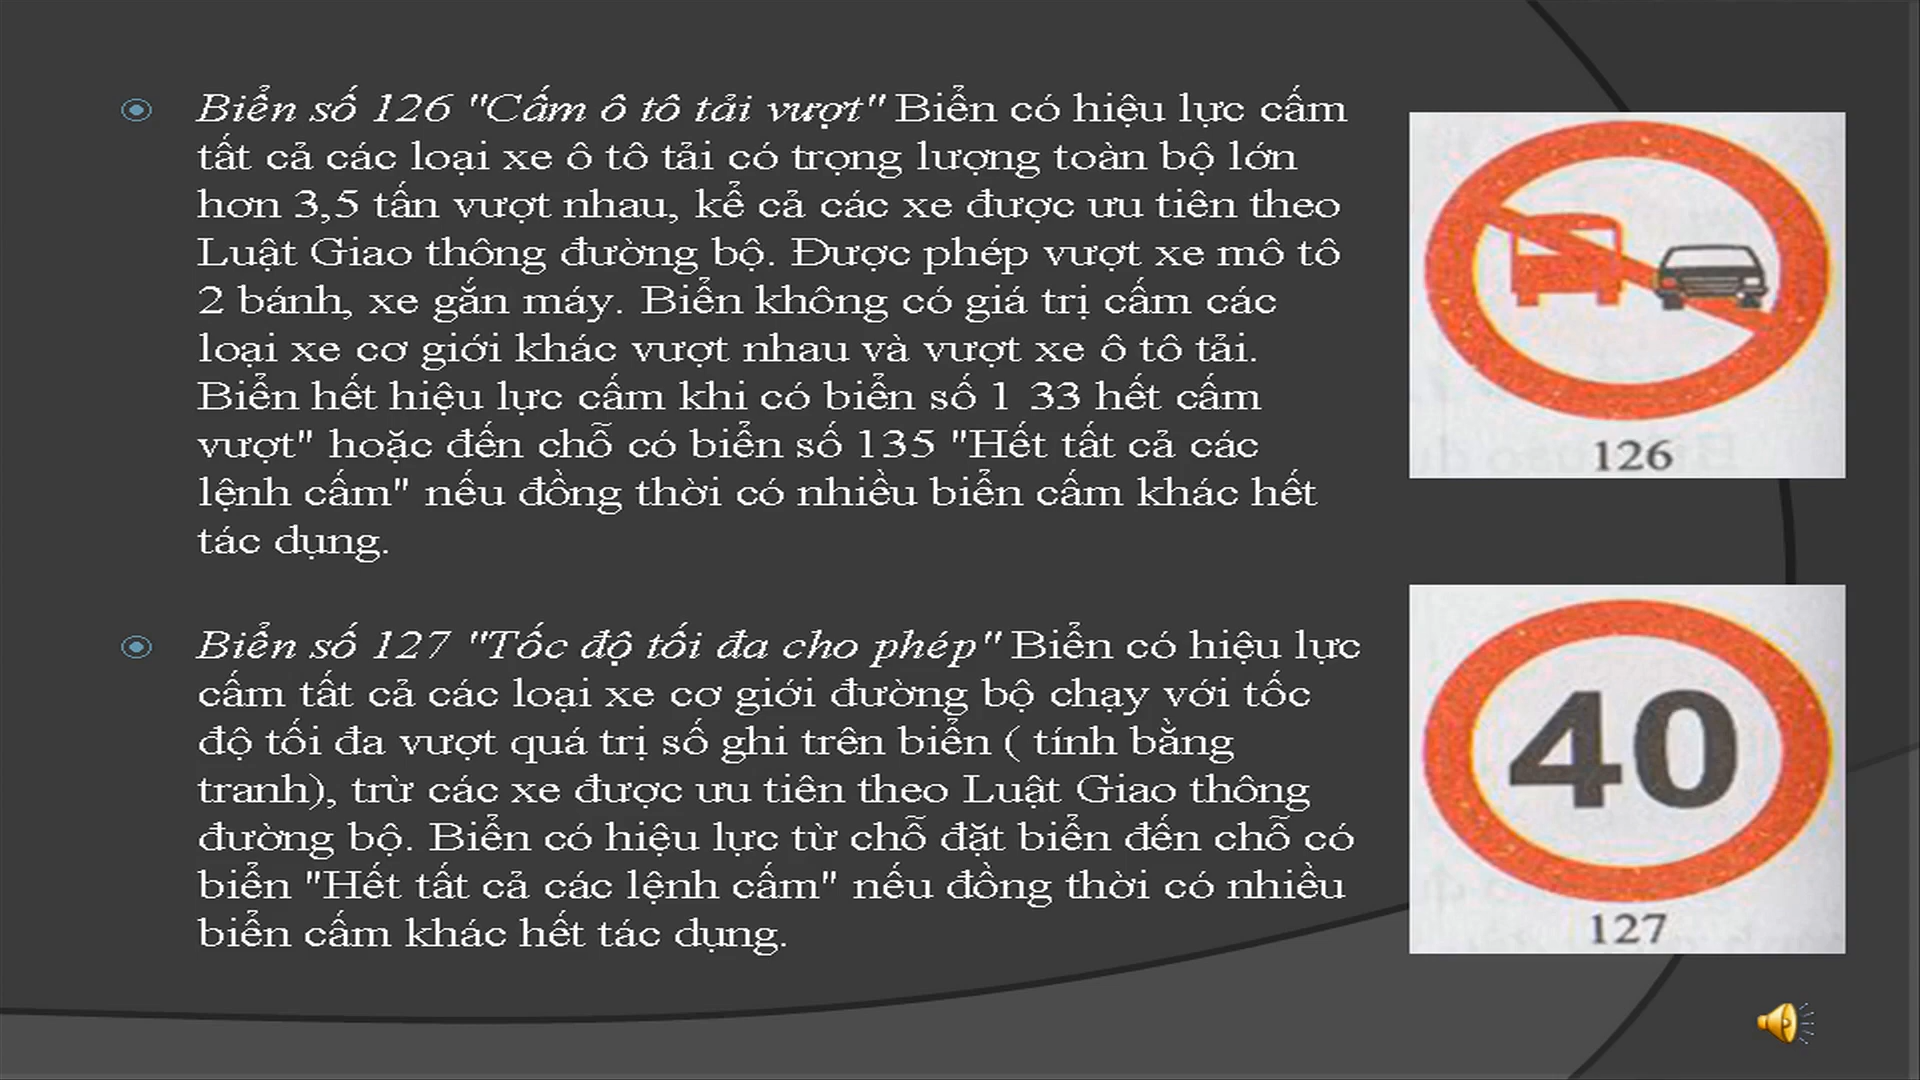 Biển số 126 "Cấm ô tô tải vượt" Biển có hiệu lực cấm
tất cả các loại xe ô tô tải có trọng lượng toàn bộ lớn
hơn 3,5 tấn vượt nhau, kể cả các xe được ưu tiên theo
Luật Giao thông đường bộ. Được phép vượt xe mô tô
2 bánh, xe gắn máy. Biển không có giá trị cấm các
loại xe cơ giới khác vượt nhau và vượt xe ô tô tải.
Biển hết hiệu lực cấm khi có biển số 1 33 hết cấm
vượt" hoặc đến chỗ có biển số 135 "Hết tất cả các
lệnh cấm" nếu đồng thời có nhiều biển cấm khác hết
tác dụng.
126
Biển số 127 "Tốc độ tối đa cho phép" Biển có hiệu lực
cấm tất cả các loại xe cơ giới đường bộ chạy với tốc
độ tối đa vượt quá trị số ghi trên biển ( tính bằng
tranh), trừ các xe được ưu tiên theo Luật Giao thông
đường bộ. Biển có hiệu lực từ chỗ đặt biển đến chỗ có
biển "Hết tất cả các lệnh cấm" nếu đồng thời có nhiều
biển cấm khác hết tác dụng.
40
127